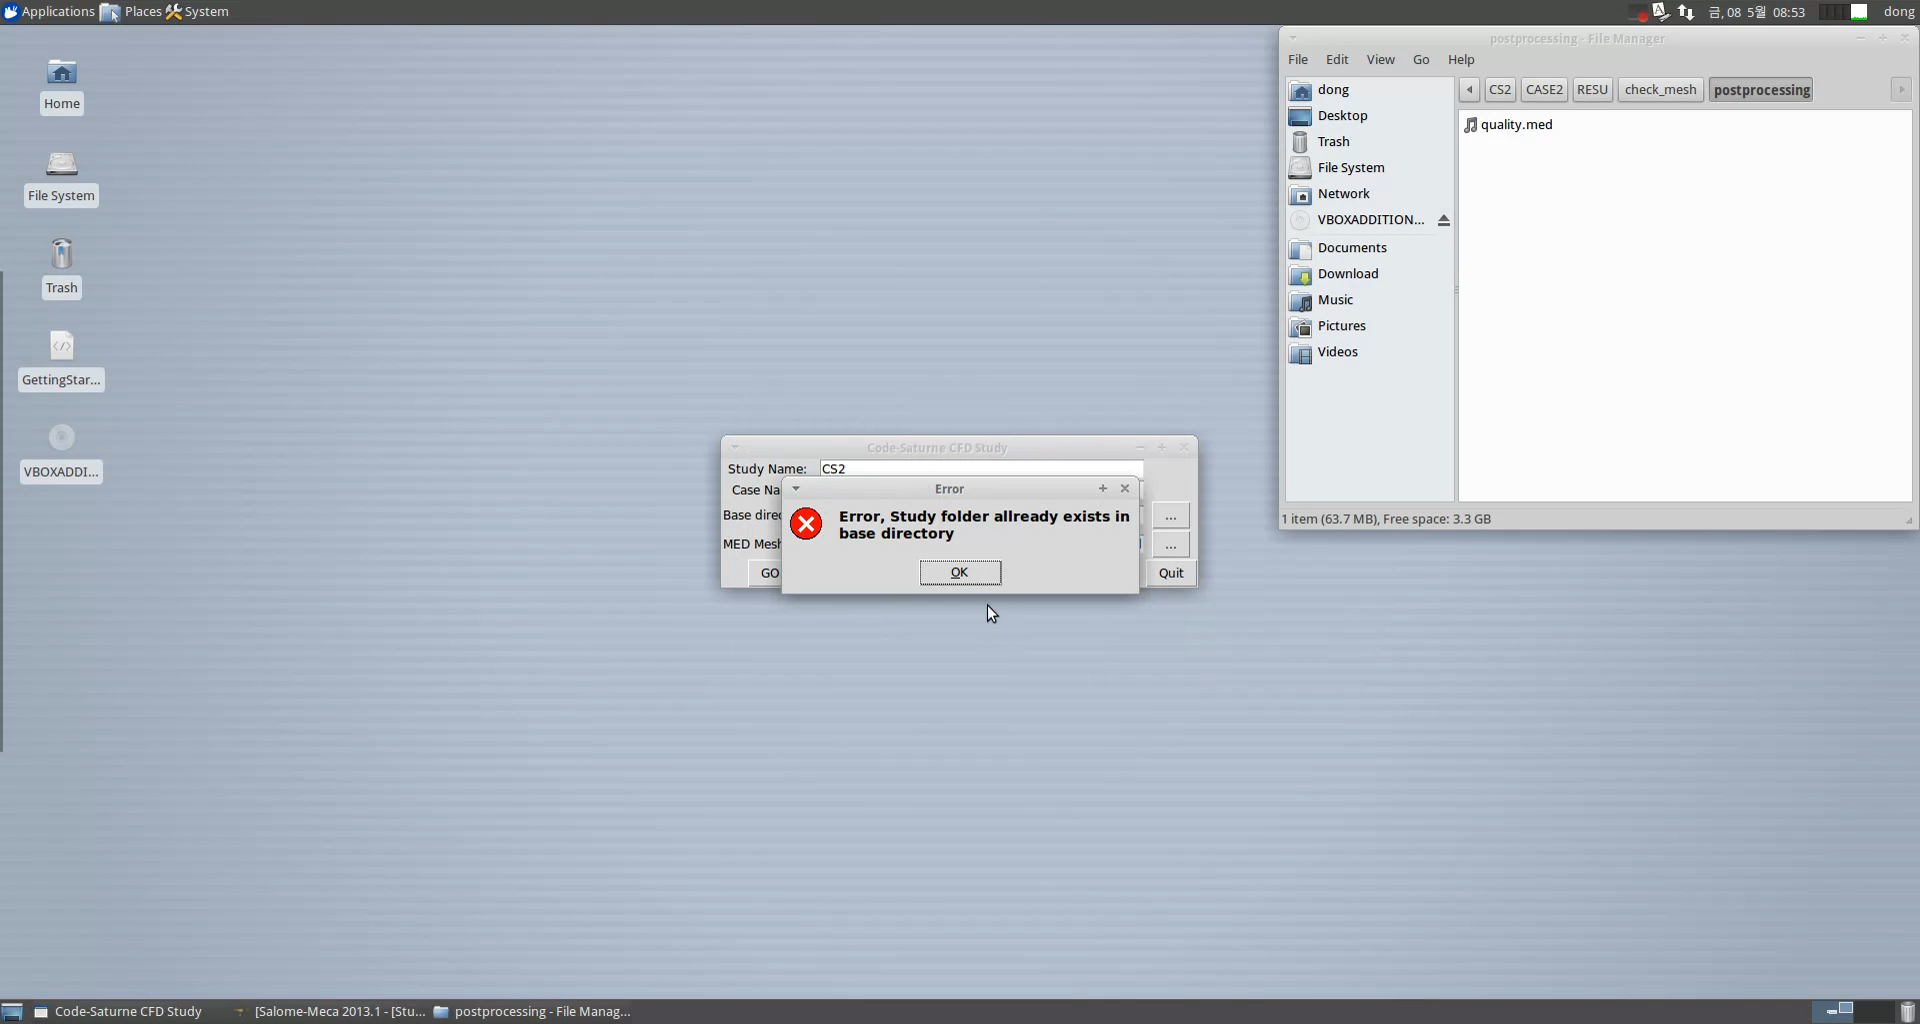 Applications Places System
금, 08 5월 08:53 dong
Home
File System
Trash
GettingStar...
VBOXADDI...
postprocessing - File Manager
File Edit View Go Help
CS2 CASE2 RESU check_mesh postprocessing
dong
Desktop
Trash
File System
Network
VBOXADDITION...
Documents
Download
Music
Pictures
Videos
quality.med
1 item (63.7 MB), Free space: 3.3 GB
Code-Saturne CFD Study
Study Name: CS2
Case Na
Base direc ...
MED Mesh ...
GO Quit
Error
Error, Study folder allready exists in
base directory
OK
Code-Saturne CFD Study [Salome-Meca 2013.1 - [Stu... postprocessing - File Manag...